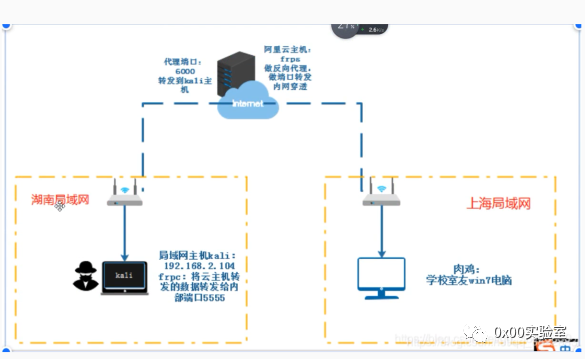 2.6
代理端口：
6000
转发到kali主
机
阿里云主机：
frps
做反向代理，
做端口转发
内网穿透
Internet
湖南局域网
上海局域网
kali
局域网主机kali：
192.168.2.104
frpc：将云主机转
发的数据转发给内
部端口5555
肉鸡：
学校室友win7电脑
0x00实验室